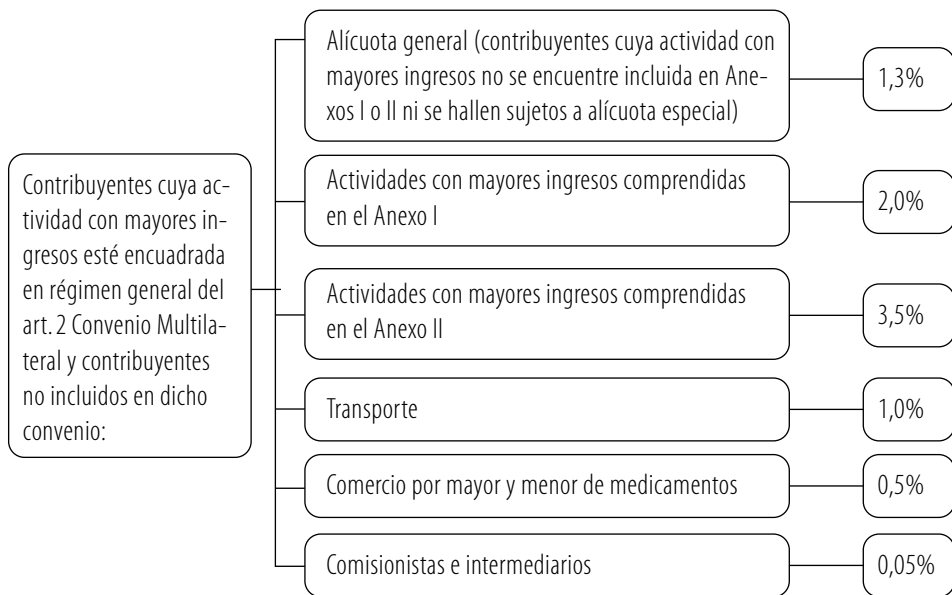 Contribuyentes cuya ac-
tividad con mayores in-
gresos esté encuadrada
en régimen general del
art. 2 Convenio Multila-
teral y contribuyentes
no incluidos en dicho
convenio:
Alícuota general (contribuyentes cuya actividad con
mayores ingresos no se encuentre incluida en Ane-
xos I o II ni se hallen sujetos a alícuota especial)
1,3%
Actividades con mayores ingresos comprendidas
en el Anexo I
2,0%
Actividades con mayores ingresos comprendidas
en el Anexo II
3,5%
Transporte
1,0%
Comercio por mayor y menor de medicamentos
0,5%
Comisionistas e intermediarios
0,05%